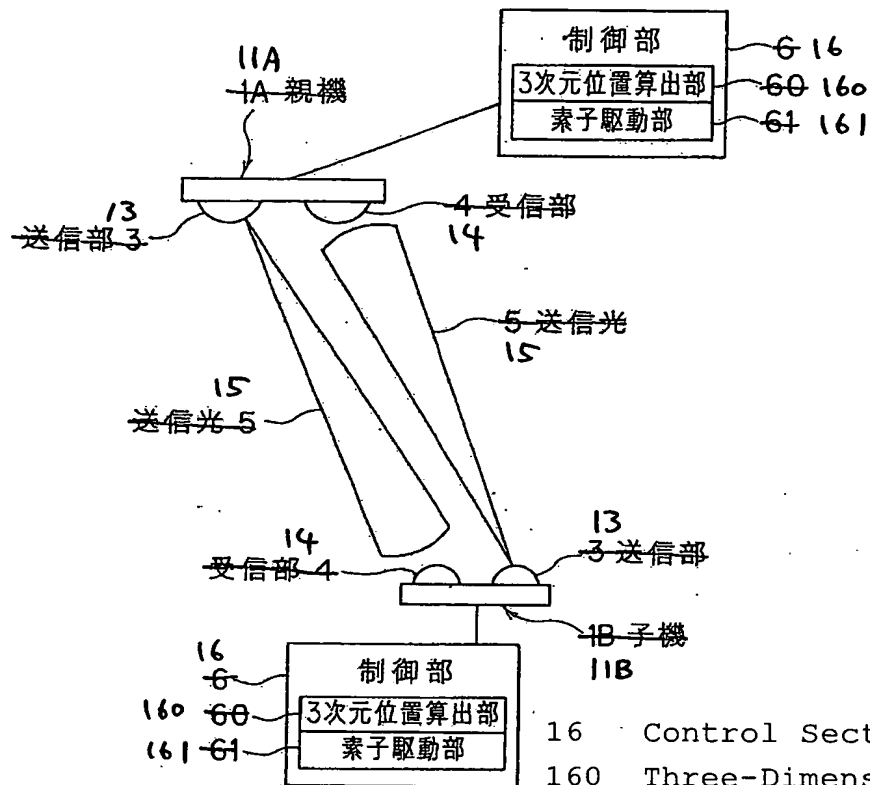 11A
1A 親機
制御部
6 16
3次元位置算出部
60 160
素子駆動部
61 161
13
送信部 3
4 受信部
14
5 送信光
15
15
送信光 5
14
受信部 4
13
3 送信部
1B 子機
11B
16
6
制御部
160 60
3次元位置算出部
161 61
素子駆動部
16 Control Sect
160 Three-Dimens